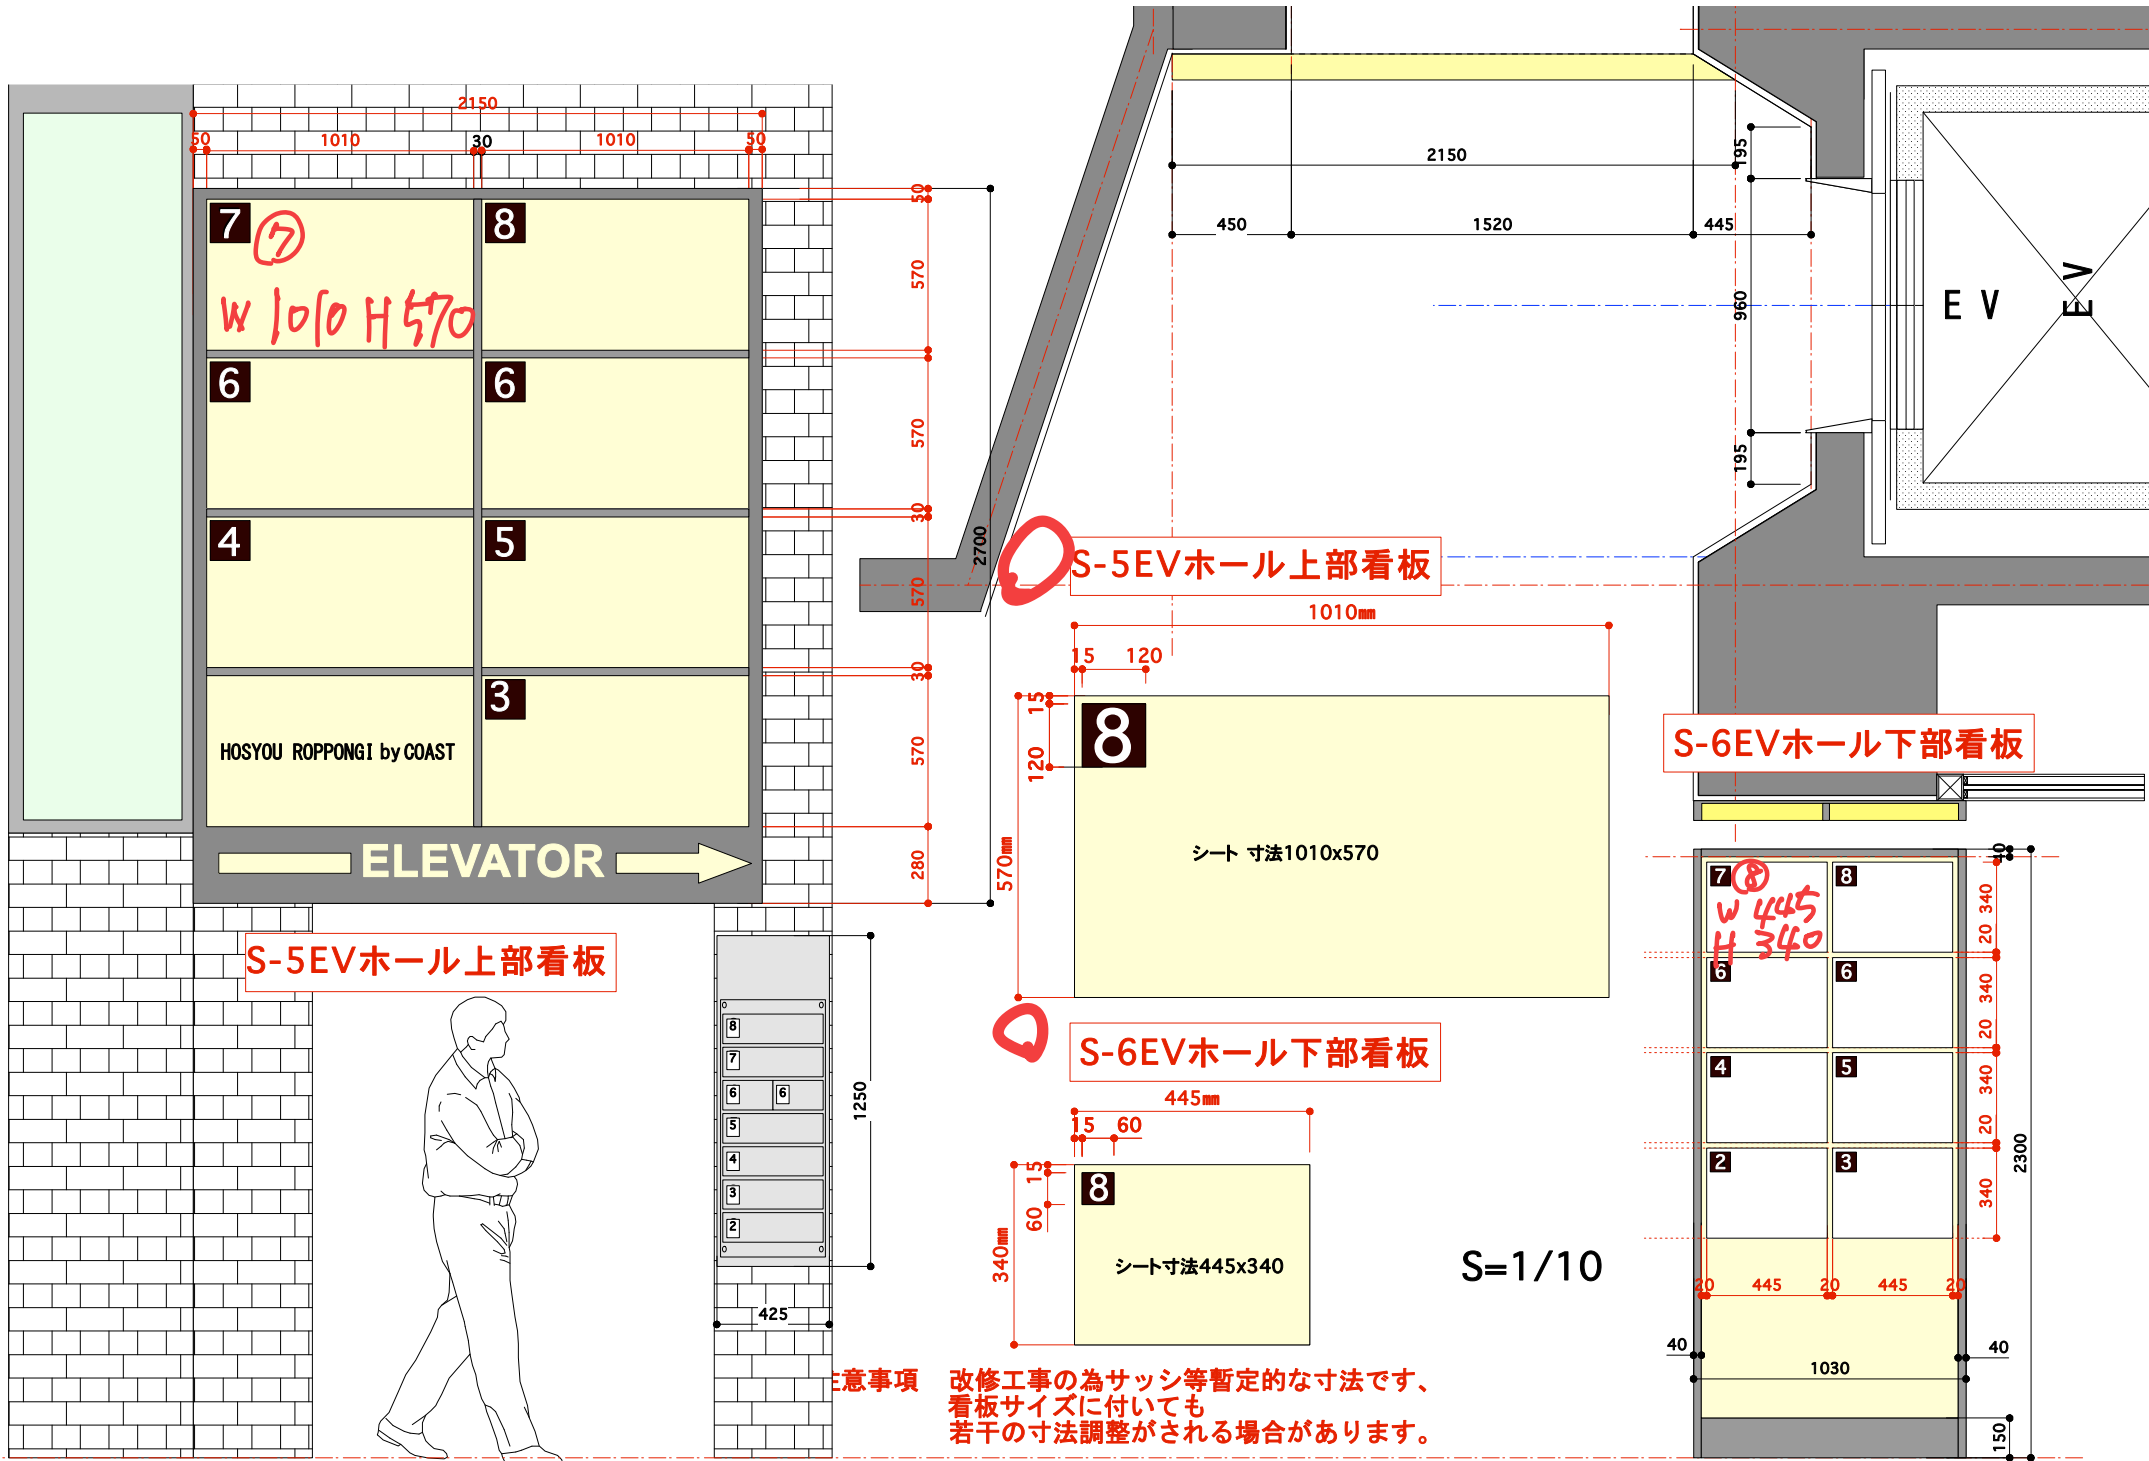 2150
50 1010 30 1010 50
7 ⑦ 8
W 1010 H 570
6 6
4 5
3
HOSYOU ROPPONGI by COAST
ELEVATOR
50
570
570
30
570
30
570
280
2700
S-5EVホール上部看板
8
7
6 6
5
4
3
2
1250
425
2150
450 1520 445
195
960
195
EV
EV
S-5EVホール上部看板
1010mm
15 120
15
120
570mm
8
シート 寸法1010x570
S-6EVホール下部看板
445mm
15 60
15
60
340mm
8
シート寸法445x340
S=1/10
意事項 改修工事の為サッシ等暫定的な寸法です、
看板サイズに付いても
若干の寸法調整がされる場合があります。
S-6EVホール下部看板
40
7 ⑧ 8
W 445
H 340
6 6
4 5
2 3
340
20
340
20
340
20
340
2300
20 445 20 445 20
40 40
1030
150